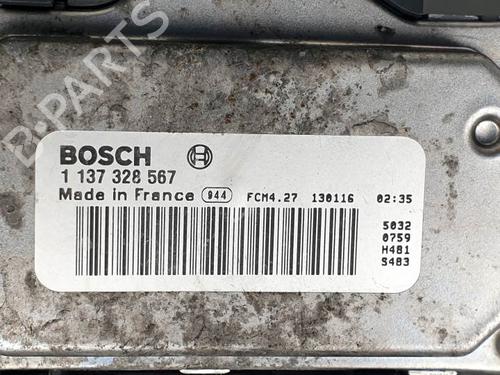 B-PARTS
BOSCH
1 137 328 567
Made in France 944 FCM4.27 130116 02:35
5032
0759
H481
S483